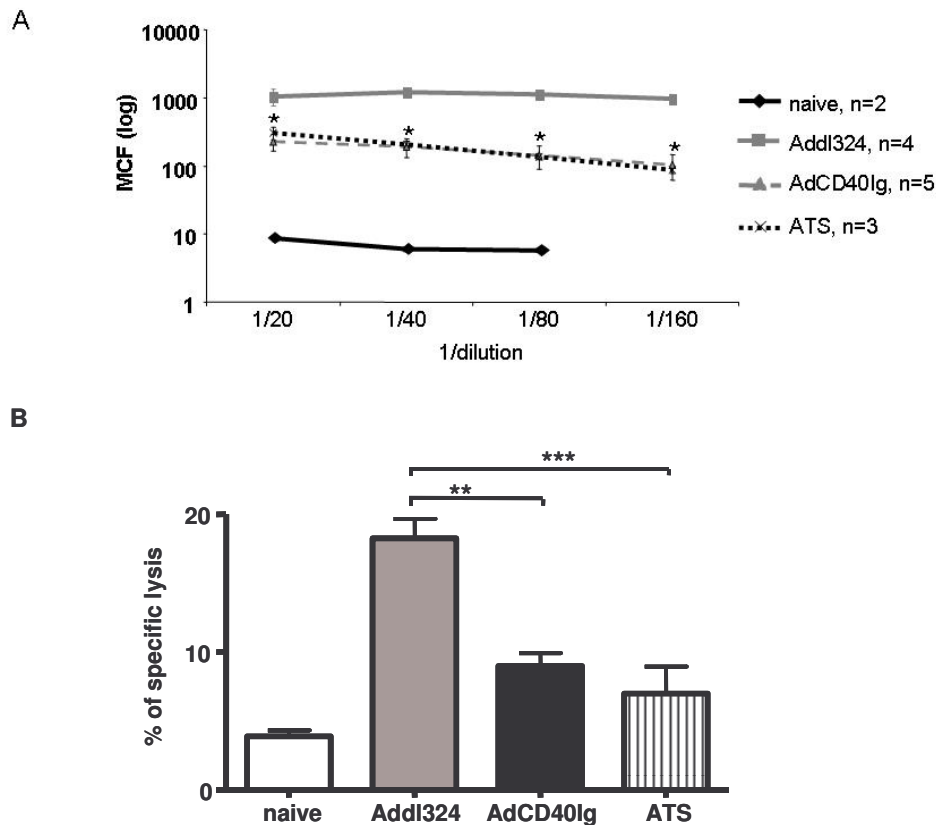 A
10000
1000
100
10
1
MCF (log)
* * * *
1/20 1/40 1/80 1/160
1/dilution
naive, n=2
Addl324, n=4
AdCD40Ig, n=5
ATS, n=3
B
***
**
20
10
0
% of specific lysis
naive Addl324 AdCD40Ig ATS